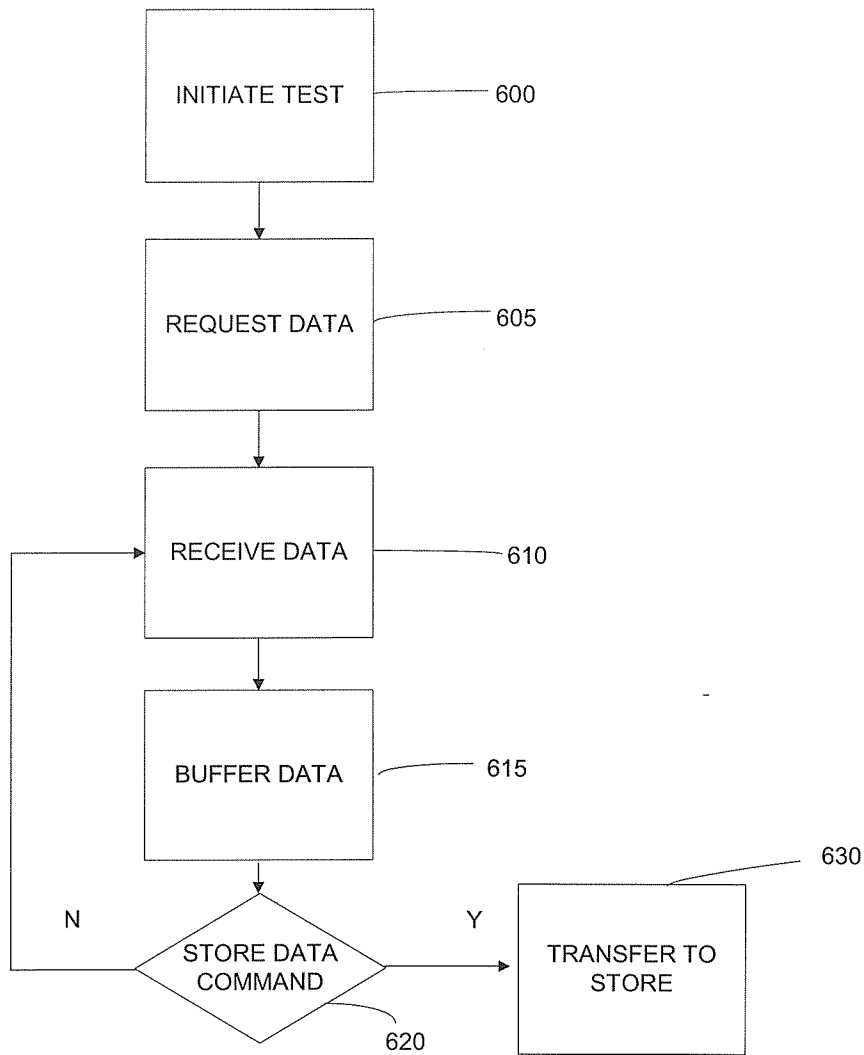 INITIATE TEST
600
REQUEST DATA
605
RECEIVE DATA
610
BUFFER DATA
615
630
N
Y
STORE DATA
COMMAND
TRANSFER TO
STORE
620